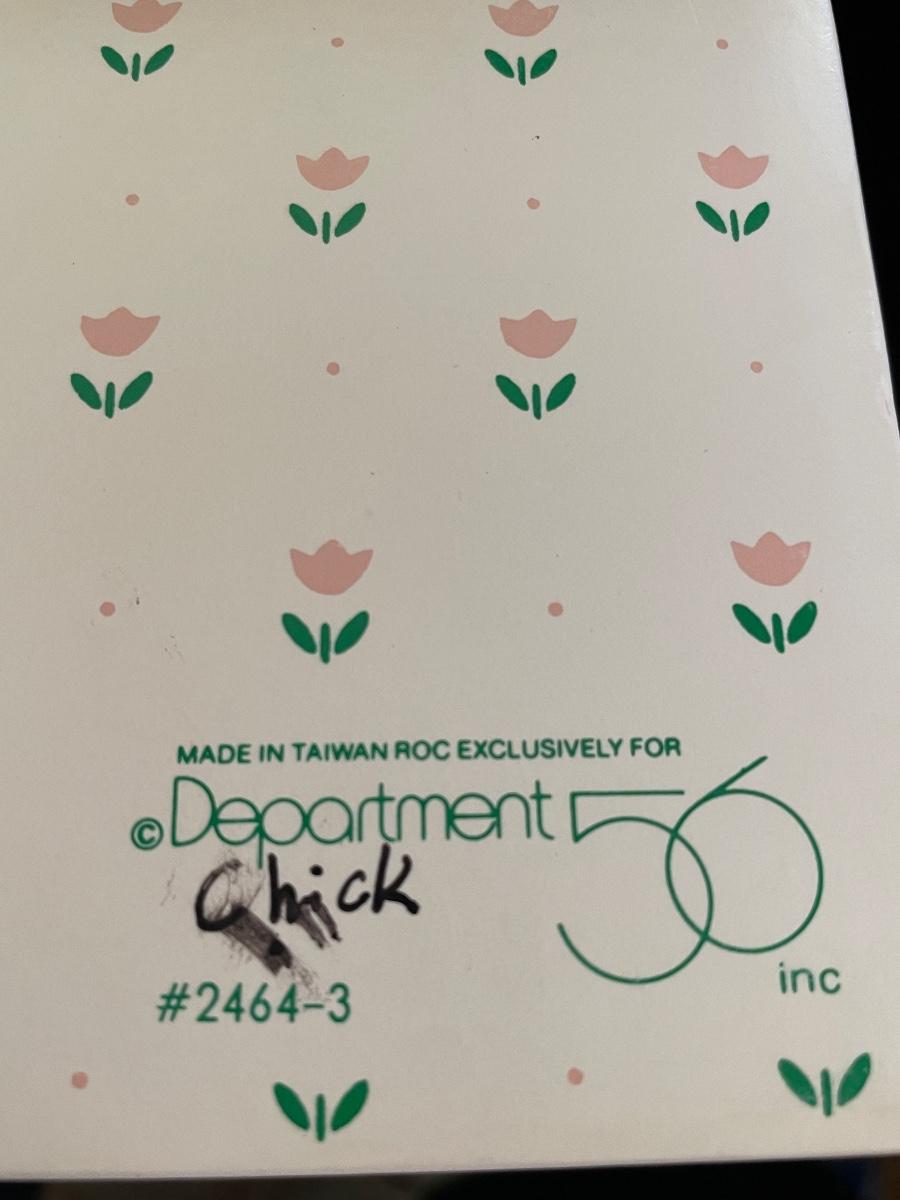 MADE IN TAIWAN ROC EXCLUSIVELY FOR
©Department 56
inc
Chick
#2464-3